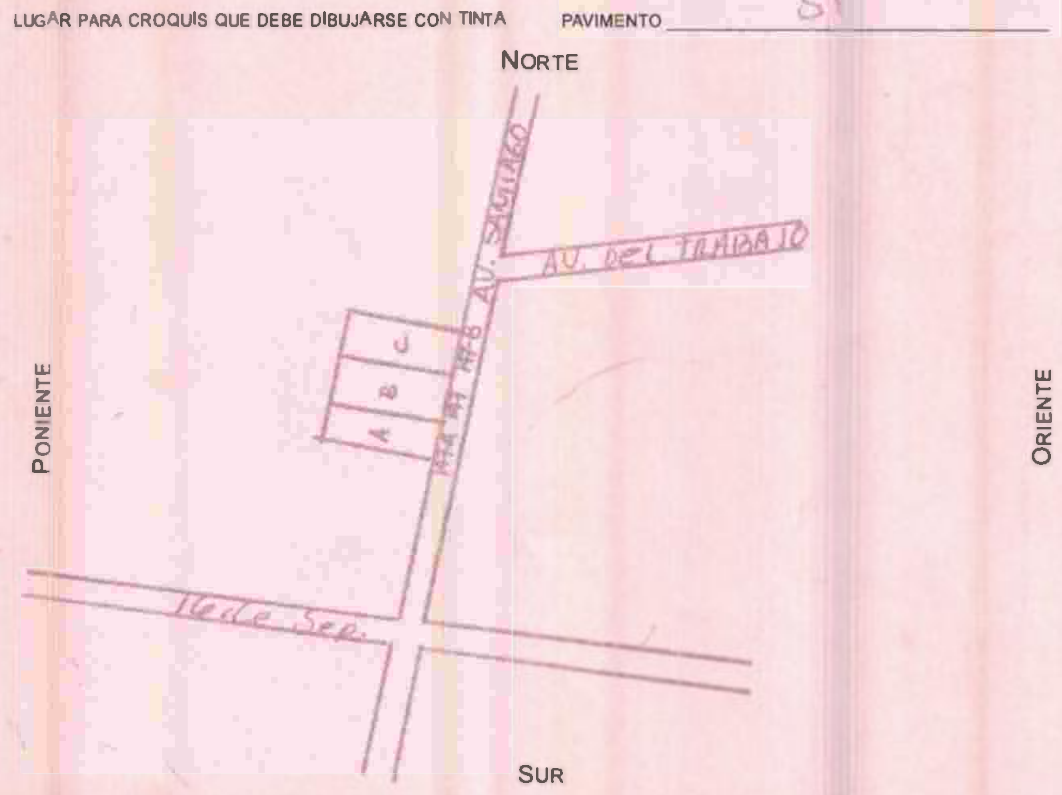 LUGAR PARA CROQUIS QUE DEBE DIBUJARSE CON TINTA PAVIMENTO
NORTE
AV. SANTIAGO
AV. DEL TRABAJO
C
B
A
PONIENTE
ORIENTE
16 de Sep.
SUR